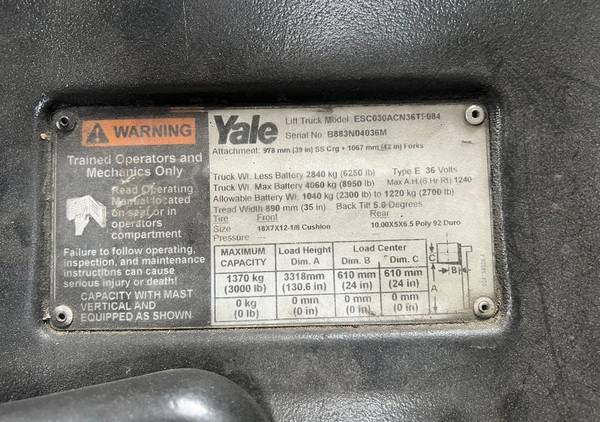 WARNING
Trained Operators and
Mechanics Only
Read Operating
Manual located
on seat or in
operators
compartment
Failure to follow operating,
inspection, and maintenance
instructions can cause
serious injury or death!
CAPACITY WITH MAST
VERTICAL AND
EQUIPPED AS SHOWN.
Yale
Lift Truck Model ESC030ACN36TE084
Serial No. B883N04036M
Attachment: 978 mm (39 in) SS Crg + 1067 mm (42 in) Forks
Truck Wt. Less Battery 2840 kg (6250 lb) Type E 36 Volts
Truck Wt. Max Battery 4060 kg (8950 lb) Max A.H.(6 Hr Rt) 1240
Allowable Battery Wt. 1040 kg (2300 lb) to 1220 kg (2700 lb)
Tread Width 890 mm (35 in) Back Tilt 5.0 Degrees
Tire Front Rear
Size 18X7X12-1/8 Cushion 10.00X5X6.5 Poly 92 Duro
Pressure ---
MAXIMUM CAPACITY Load Height Dim. A Load Center Dim. B Dim. C
1370 kg (3000 lb) 3318mm (130.6 in) 610 mm (24 in) 610 mm (24 in)
0 kg (0 lb) 0 mm (0 in) 0 mm (0 in) 0 mm (0 in)
C
B
A